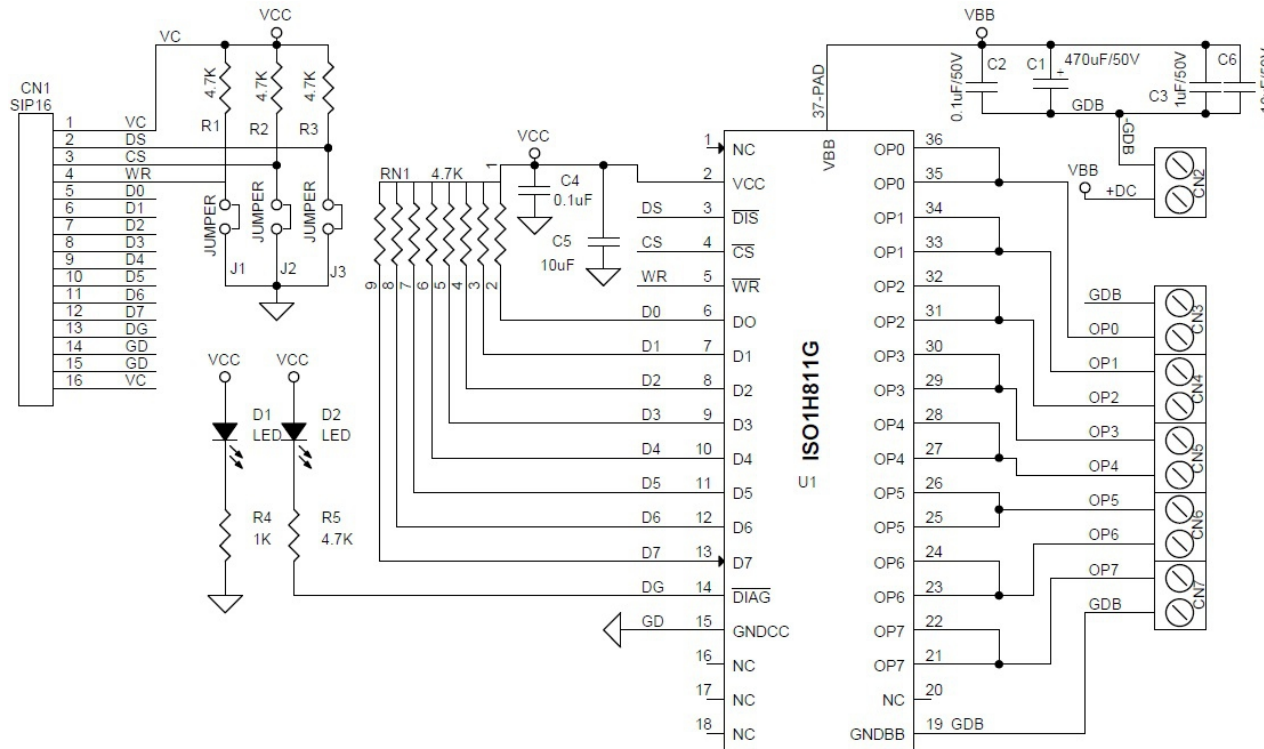 VCC
VC
CN1
SIP16
4.7K
4.7K
4.7K
R1
R2
R3
1 VC
2 DS
3 CS
4 WR
5 D0
6 D1
7 D2
8 D3
9 D4
10 D5
11 D6
12 D7
13 DG
14 GD
15 GD
16 VC
JUMPER
JUMPER
JUMPER
J1
J2
J3
VCC
VCC
D1
LED
D2
LED
R4
1K
R5
4.7K
RN1 4.7K
1
9
8
7
6
5
4
3
2
VCC
C4
0.1uF
C5
10uF
DS
CS
WR
D0
D1
D2
D3
D4
D5
D6
D7
DG
GD
1 NC
2 VCC
3 DIS
4 CS
5 WR
6 DO
7 D1
8 D2
9 D3
10 D4
11 D5
12 D6
13 D7
14 DIAG
15 GNDCC
16 NC
17 NC
18 NC
37-PAD
VBB
ISO1H811G
U1
OP0 36
OP0 35
OP1 34
OP1 33
OP2 32
OP2 31
OP3 30
OP3 29
OP4 28
OP4 27
OP5 26
OP5 25
OP6 24
OP6 23
OP7 22
OP7 21
NC 20
GNDBB 19 GDB
VBB
0.1uF/50V
C2
C1
+
470uF/50V
GDB
C3
1uF/50V
C6
-GDB
VBB
+DC
CN2
GDB
OP0
CN3
OP1
OP2
CN4
OP3
OP4
CN5
OP5
OP6
CN6
OP7
GDB
CN7